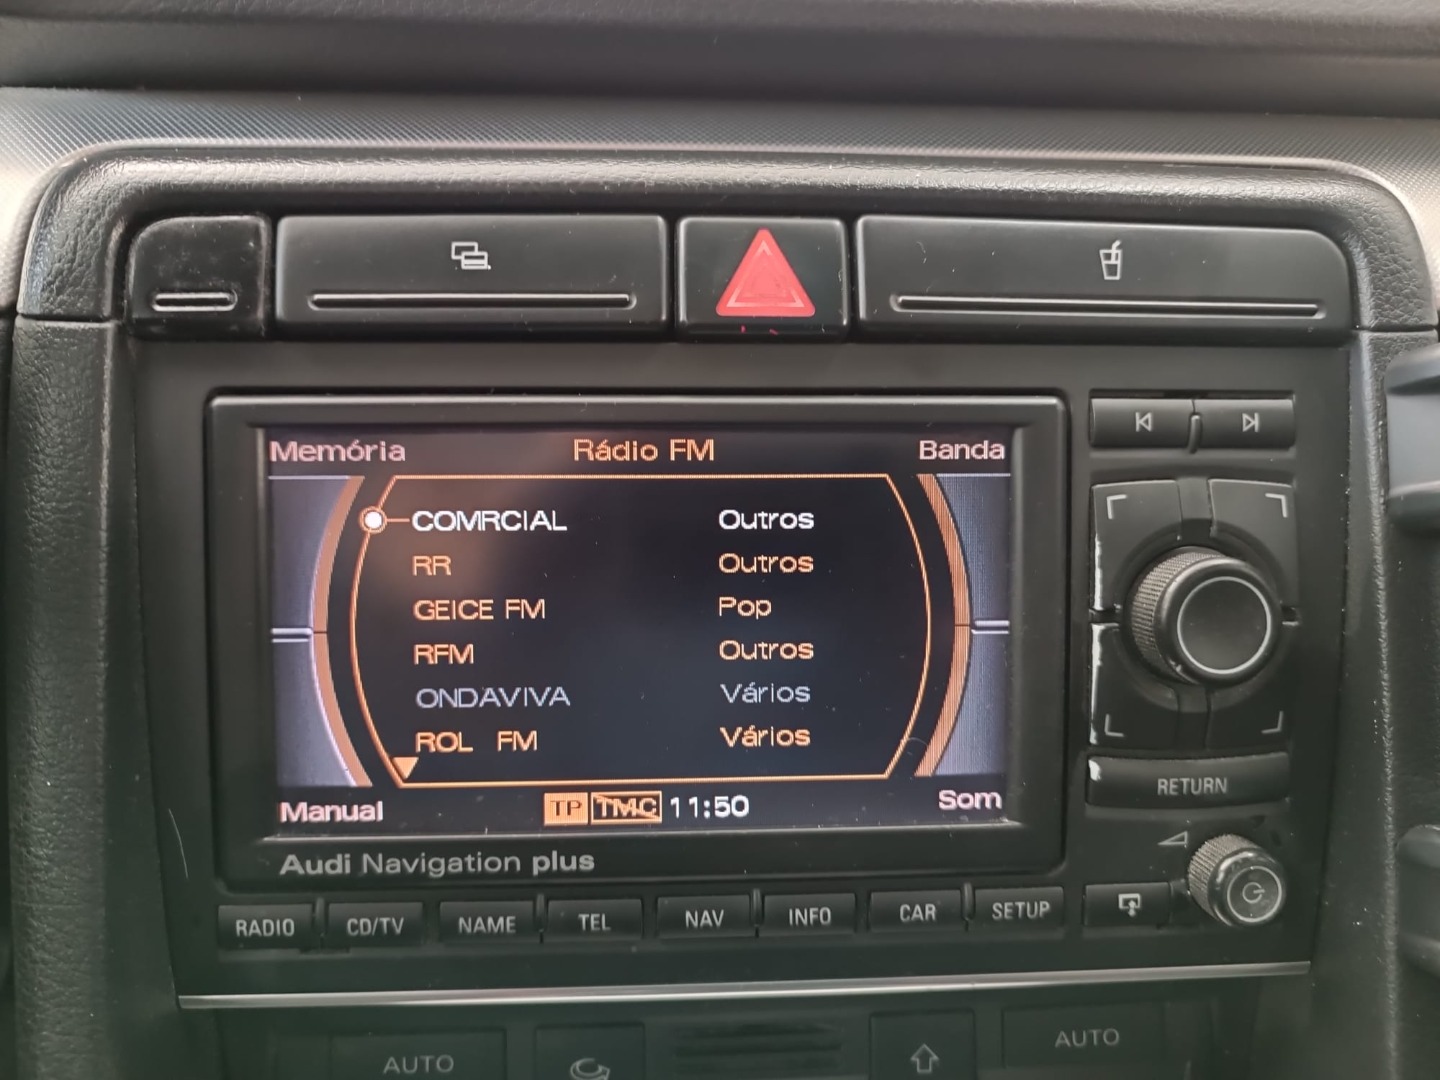 Memória Rádio FM Banda
COMRCIAL Outros
RR Outros
GEICE FM Pop
RFM Outros
ONDAVIVA Vários
ROL FM Vários
Manual TP TMC 11:50 Som
Audi Navigation plus
RETURN
RADIO CD/TV NAME TEL NAV INFO CAR SETUP
AUTO AUTO